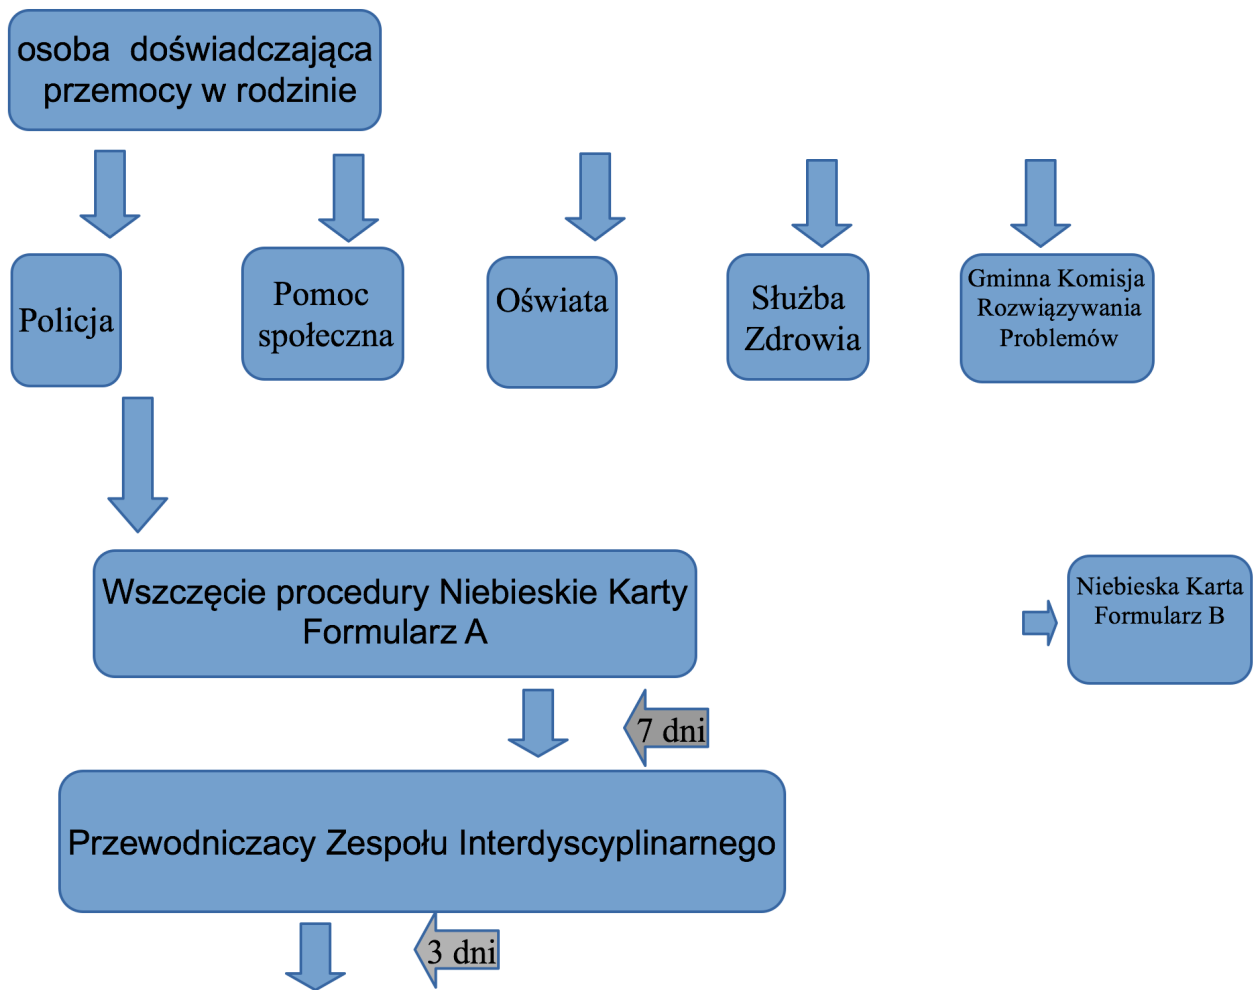 osoba doświadczająca
przemocy w rodzinie
Policja
Pomoc
społeczna
Oświata
Służba
Zdrowia
Gminna Komisja
Rozwiązywania
Problemów
Wszczęcie procedury Niebieskie Karty
Formularz A
Niebieska Karta
Formularz B
7 dni
Przewodniczacy Zespołu Interdyscyplinarnego
3 dni